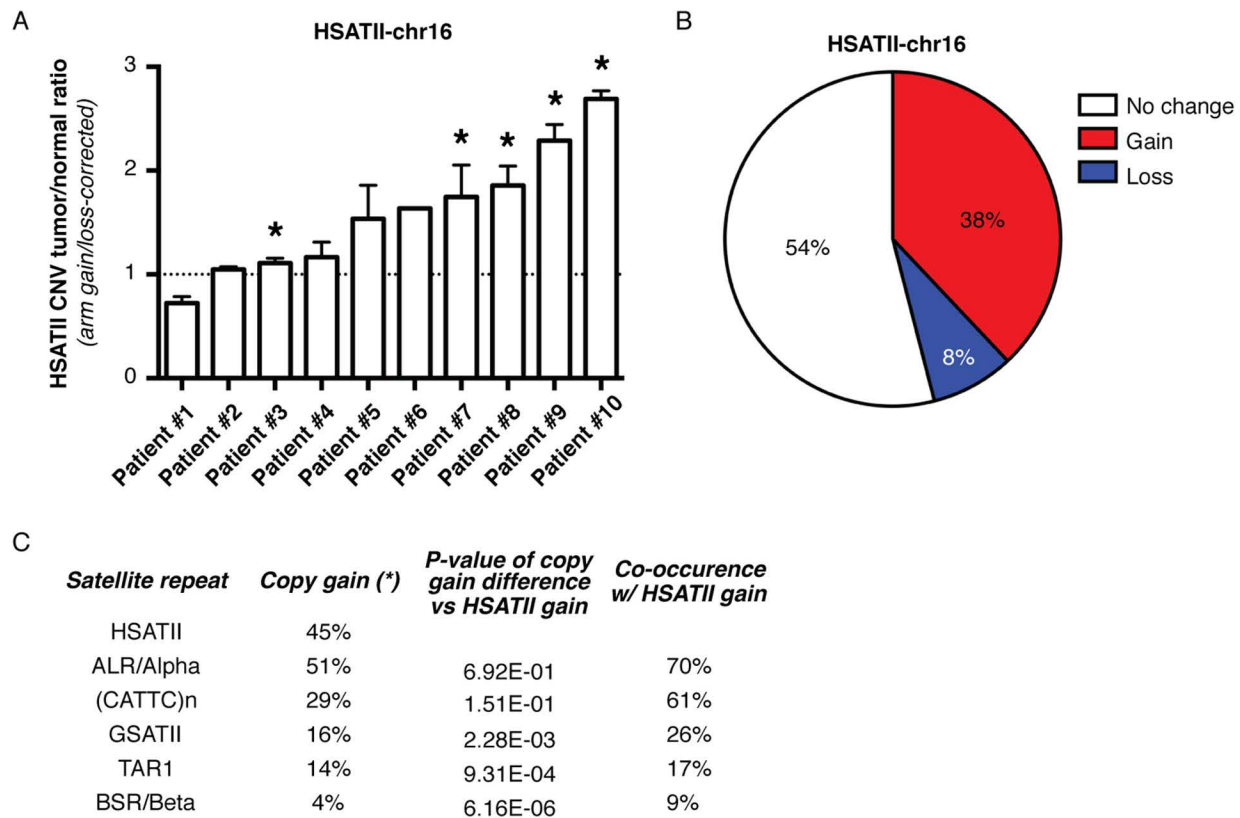 A
HSATII-chr16
HSATII CNV tumor/normal ratio
(arm gain/loss-corrected)
3
2
1
0
* * * * *
Patient #1
Patient #2
Patient #3
Patient #4
Patient #5
Patient #6
Patient #7
Patient #8
Patient #9
Patient #10
B
HSATII-chr16
54%
38%
8%
No change
Gain
Loss
C
Satellite repeat Copy gain (*) P-value of copy gain difference vs HSATII gain Co-occurence w/ HSATII gain
HSATII 45%
ALR/Alpha 51% 6.92E-01 70%
(CATTC)n 29% 1.51E-01 61%
GSATII 16% 2.28E-03 26%
TAR1 14% 9.31E-04 17%
BSR/Beta 4% 6.16E-06 9%